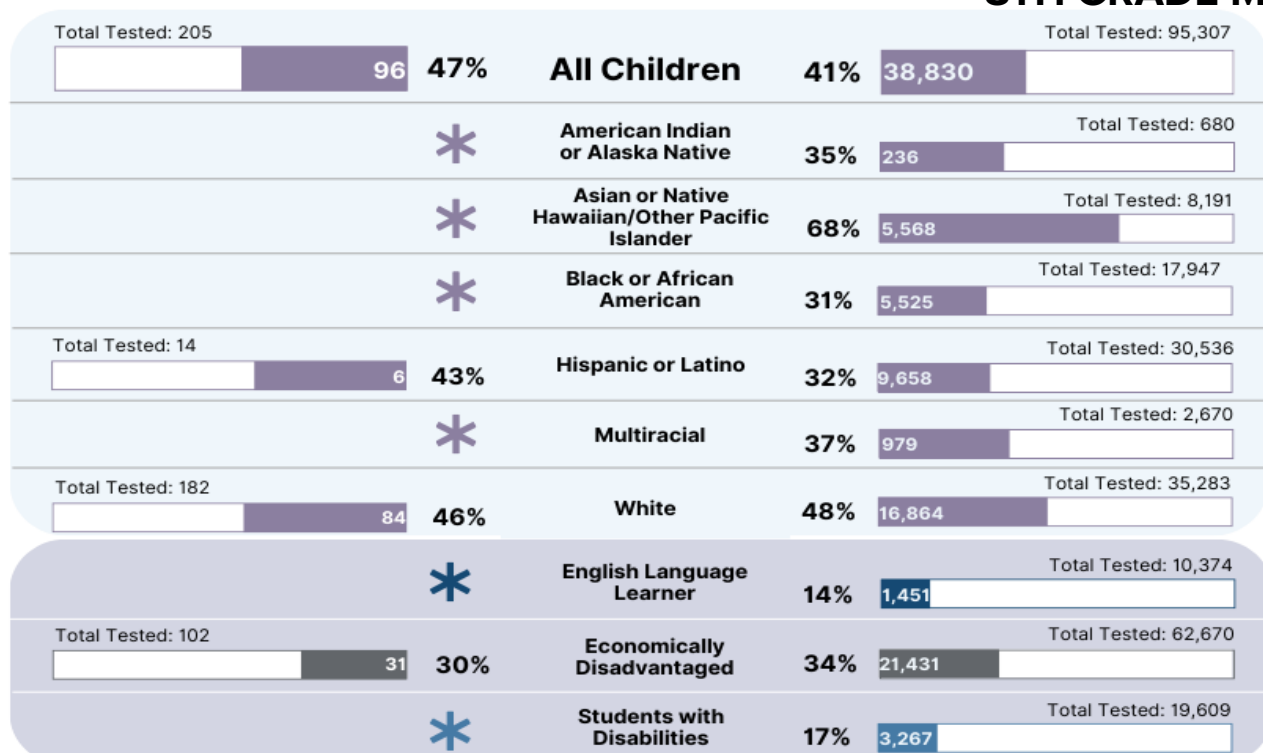 Total Tested: 205
Total Tested: 95,307
96 47% All Children 41% 38,830
American Indian
or Alaska Native
Total Tested: 680
35% 236
Asian or Native
Hawaiian/Other Pacific
Islander
Total Tested: 8,191
68% 5,568
Black or African
American
Total Tested: 17,947
31% 5,525
Total Tested: 14
Total Tested: 30,536
6 43% Hispanic or Latino 32% 9,658
Total Tested: 2,670
Multiracial 37% 979
Total Tested: 182
Total Tested: 35,283
84 46% White 48% 16,864
English Language
Learner
Total Tested: 10,374
14% 1,451
Total Tested: 102
Total Tested: 62,670
31 30% Economically
Disadvantaged 34% 21,431
Students with
Disabilities
Total Tested: 19,609
17% 3,267